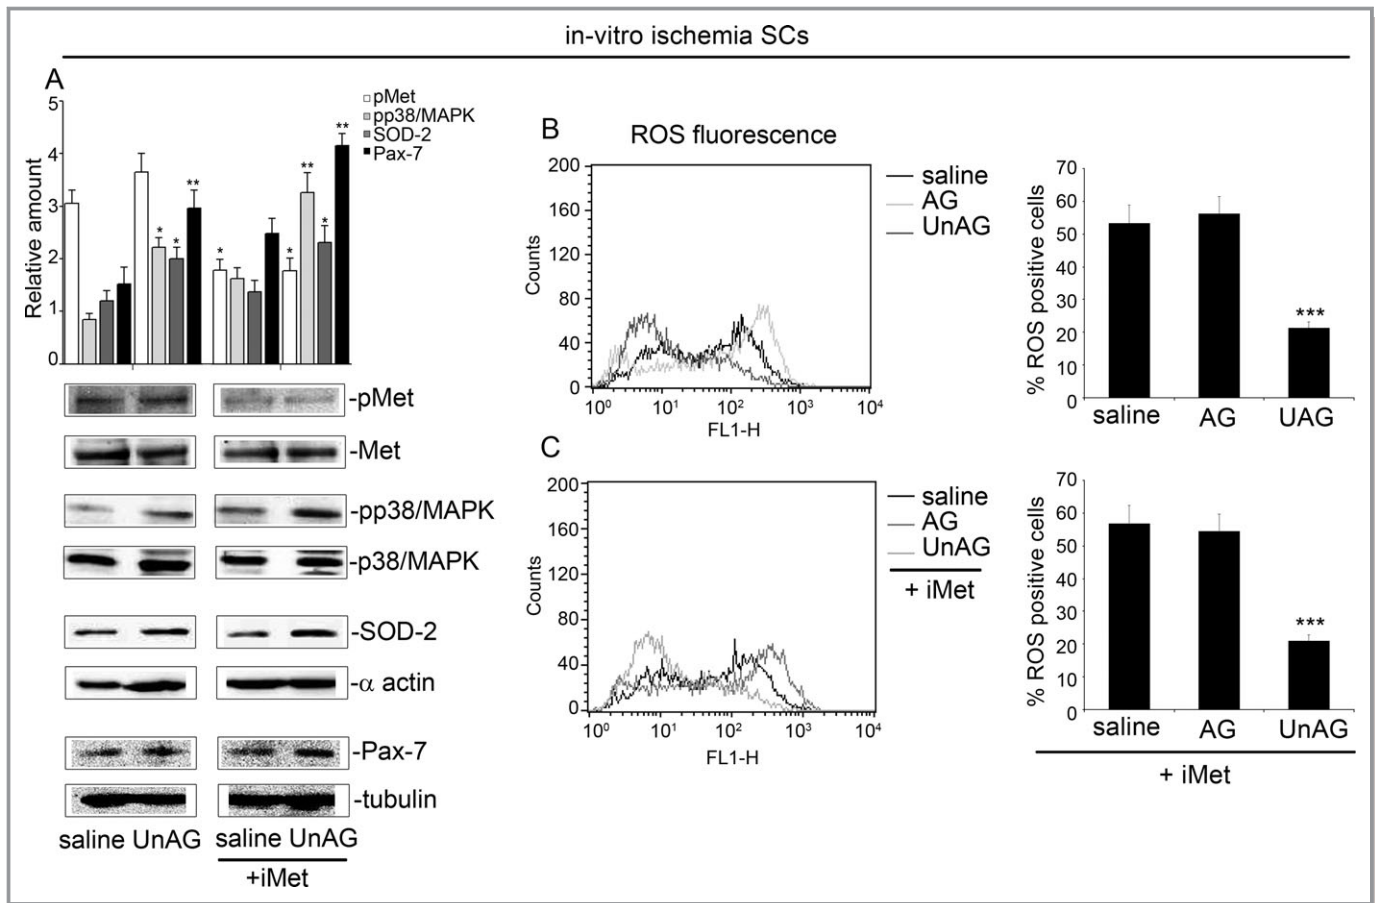 in-vitro ischemia SCs
A
pMet
pp38/MAPK
SOD-2
Pax-7
Relative amount
5
4
3
2
1
0
**
*
*
*
*
**
*
**
-pMet
-Met
-pp38/MAPK
-p38/MAPK
-SOD-2
-α actin
-Pax-7
-tubulin
saline UnAG
saline UnAG
+iMet
B
ROS fluorescence
Counts
200
160
120
80
40
0
10⁰ 10¹ 10² 10³ 10⁴
FL1-H
saline
AG
UnAG
% ROS positive cells
70
60
50
40
30
20
10
0
***
saline AG UAG
C
Counts
200
160
120
80
40
0
10⁰ 10¹ 10² 10³ 10⁴
FL1-H
saline
AG
UnAG
+ iMet
% ROS positive cells
70
60
50
40
30
20
10
0
***
saline AG UnAG
+ iMet